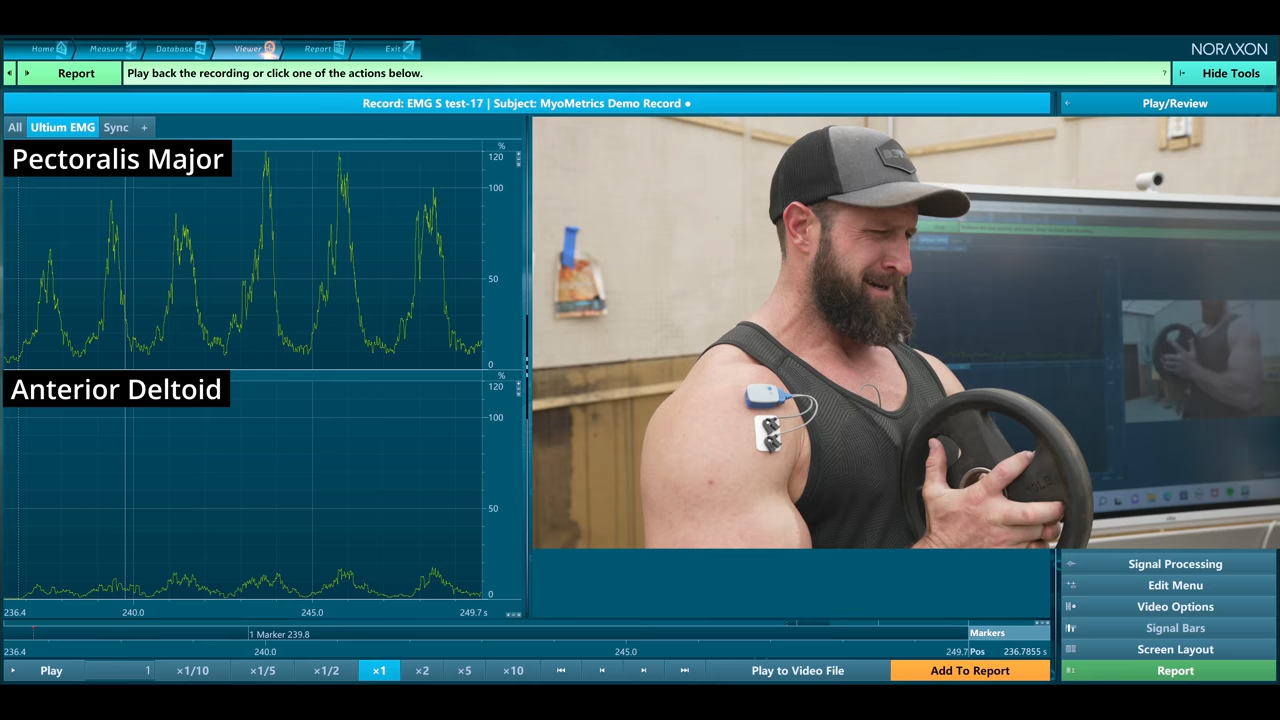 Home
Measure
Database
Viewer
Report
Exit
NORAXON
Report
Play back the recording or click one of the actions below.
?
Hide Tools
Record: EMG S test-17 | Subject: MyoMetrics Demo Record ●
Play/Review
All
Ultium EMG
Sync
+
Pectoralis Major
%
120
100
50
0
Anterior Deltoid
%
120
100
50
0
236.4
240.0
245.0
249.7 s
1 Marker 239.8
Markers
236.4
240.0
245.0
249.7
Pos
236.7855 s
Play
1
×1/10
×1/5
×1/2
×1
×2
×5
×10
Play to Video File
Add To Report
Signal Processing
Edit Menu
Video Options
Signal Bars
Screen Layout
Report